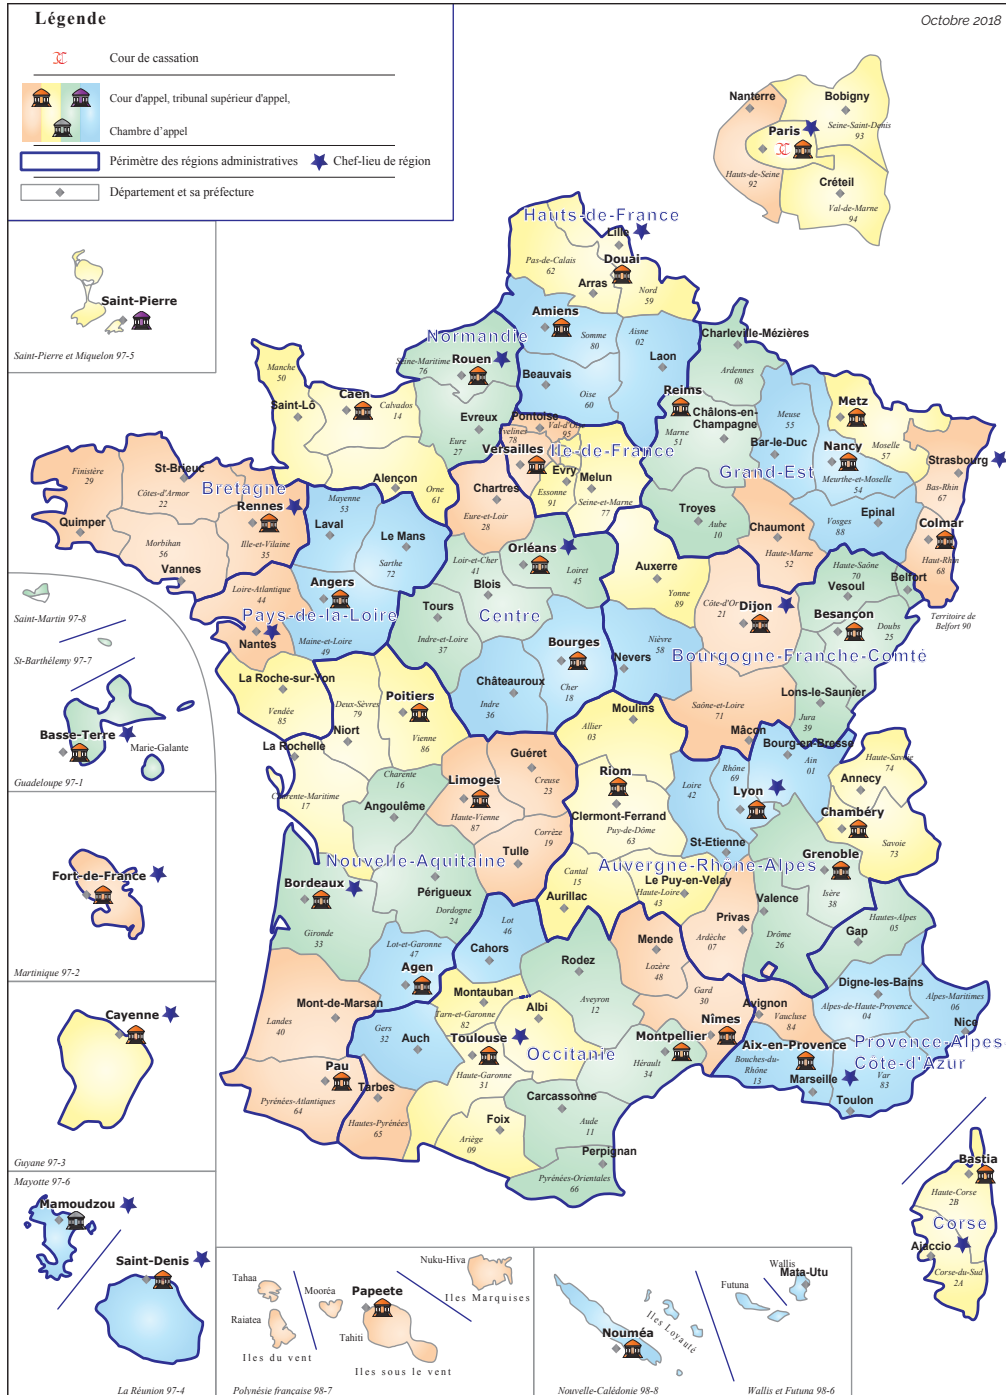 Légende
Octobre 2018
Cour de cassation
Cour d'appel, tribunal supérieur d'appel,
Chambre d'appel
Périmètre des régions administratives
Chef-lieu de région
Département et sa préfecture
Nanterre
Bobigny
Seine-Saint-Denis
93
Paris
Hauts-de-Seine
92
Créteil
Val-de-Marne
94
Saint-Pierre
Saint-Pierre et Miquelon 97-5
Hauts-de-France
Lille
Pas-de-Calais
62
Douai
Arras
Nord
59
Amiens
Somme
80
Aisne
02
Laon
Beauvais
Oise
60
Normandie
Seine-Maritime
76
Rouen
Evreux
Eure
27
Manche
50
Saint-Lô
Caen
Calvados
14
Alençon
Orne
61
Charleville-Mézières
Ardennes
08
Reims
Marne
51
Châlons-en-
Champagne
Meuse
55
Bar-le-Duc
Metz
Moselle
57
Nancy
Meurthe-et-Moselle
54
Grand-Est
Strasbourg
Bas-Rhin
67
Colmar
Haut-Rhin
68
Epinal
Vosges
88
Troyes
Aube
10
Chaumont
Haute-Marne
52
Pontoise
Val-d'Oise
95
Yvelines
78
Versailles
Ile-de-France
Evry
Essonne
91
Melun
Seine-et-Marne
77
Finistère
29
St-Brieuc
Côtes-d'Armor
22
Bretagne
Rennes
Ille-et-Vilaine
35
Quimper
Morbihan
56
Vannes
Mayenne
53
Laval
Le Mans
Sarthe
72
Angers
Loire-Atlantique
44
Pays-de-la-Loire
Nantes
Maine-et-Loire
49
La Roche-sur-Yon
Vendée
85
Chartres
Eure-et-Loir
28
Orléans
Loiret
45
Loir-et-Cher
41
Blois
Centre
Tours
Indre-et-Loire
37
Bourges
Cher
18
Châteauroux
Indre
36
Auxerre
Yonne
89
Côte-d'Or
21
Dijon
Nièvre
58
Nevers
Bourgogne-Franche-Comté
Saône-et-Loire
71
Mâcon
Haute-Saône
70
Vesoul
Belfort
Territoire de
Belfort 90
Besançon
Doubs
25
Lons-le-Saunier
Jura
39
Saint-Martin 97-8
St-Barthélemy 97-7
Basse-Terre
Marie-Galante
Guadeloupe 97-1
Deux-Sèvres
79
Niort
Poitiers
Vienne
86
La Rochelle
Charente-Maritime
17
Charente
16
Angoulême
Limoges
Haute-Vienne
87
Guéret
Creuse
23
Corrèze
19
Tulle
Nouvelle-Aquitaine
Bordeaux
Gironde
33
Périgueux
Dordogne
24
Lot-et-Garonne
47
Agen
Mont-de-Marsan
Landes
40
Pau
Pyrénées-Atlantiques
64
Moulins
Allier
03
Riom
Clermont-Ferrand
Puy-de-Dôme
63
Loire
42
St-Etienne
Rhône
69
Lyon
Bourg-en-Bresse
Ain
01
Haute-Savoie
74
Annecy
Chambéry
Savoie
73
Grenoble
Isère
38
Auvergne-Rhône-Alpes
Cantal
15
Aurillac
Le Puy-en-Velay
Haute-Loire
43
Privas
Ardèche
07
Valence
Drôme
26
Lot
46
Cahors
Rodez
Aveyron
12
Mende
Lozère
48
Gard
30
Nîmes
Montauban
Tarn-et-Garonne
82
Albi
Gers
32
Auch
Toulouse
Haute-Garonne
31
Occitanie
Montpellier
Hérault
34
Tarbes
Hautes-Pyrénées
65
Foix
Ariège
09
Carcassonne
Aude
11
Perpignan
Pyrénées-Orientales
66
Hautes-Alpes
05
Gap
Digne-les-Bains
Alpes-de-Haute-Provence
04
Alpes-Maritimes
06
Nice
Avignon
Vaucluse
84
Aix-en-Provence
Bouches-du-
Rhône
13
Marseille
Provence-Alpes
Côte-d'Azur
Var
83
Toulon
Bastia
Haute-Corse
2B
Corse
Ajaccio
Corse-du-Sud
2A
Fort-de-France
Martinique 97-2
Cayenne
Guyane 97-3
Mayotte 97-6
Mamoudzou
Saint-Denis
La Réunion 97-4
Tahaa
Raiatea
Iles du vent
Mooréa
Papeete
Tahiti
Iles sous le vent
Nuku-Hiva
Iles Marquises
Polynésie française 98-7
Iles Loyauté
Nouméa
Nouvelle-Calédonie 98-8
Wallis
Mata-Utu
Futuna
Wallis et Futuna 98-6